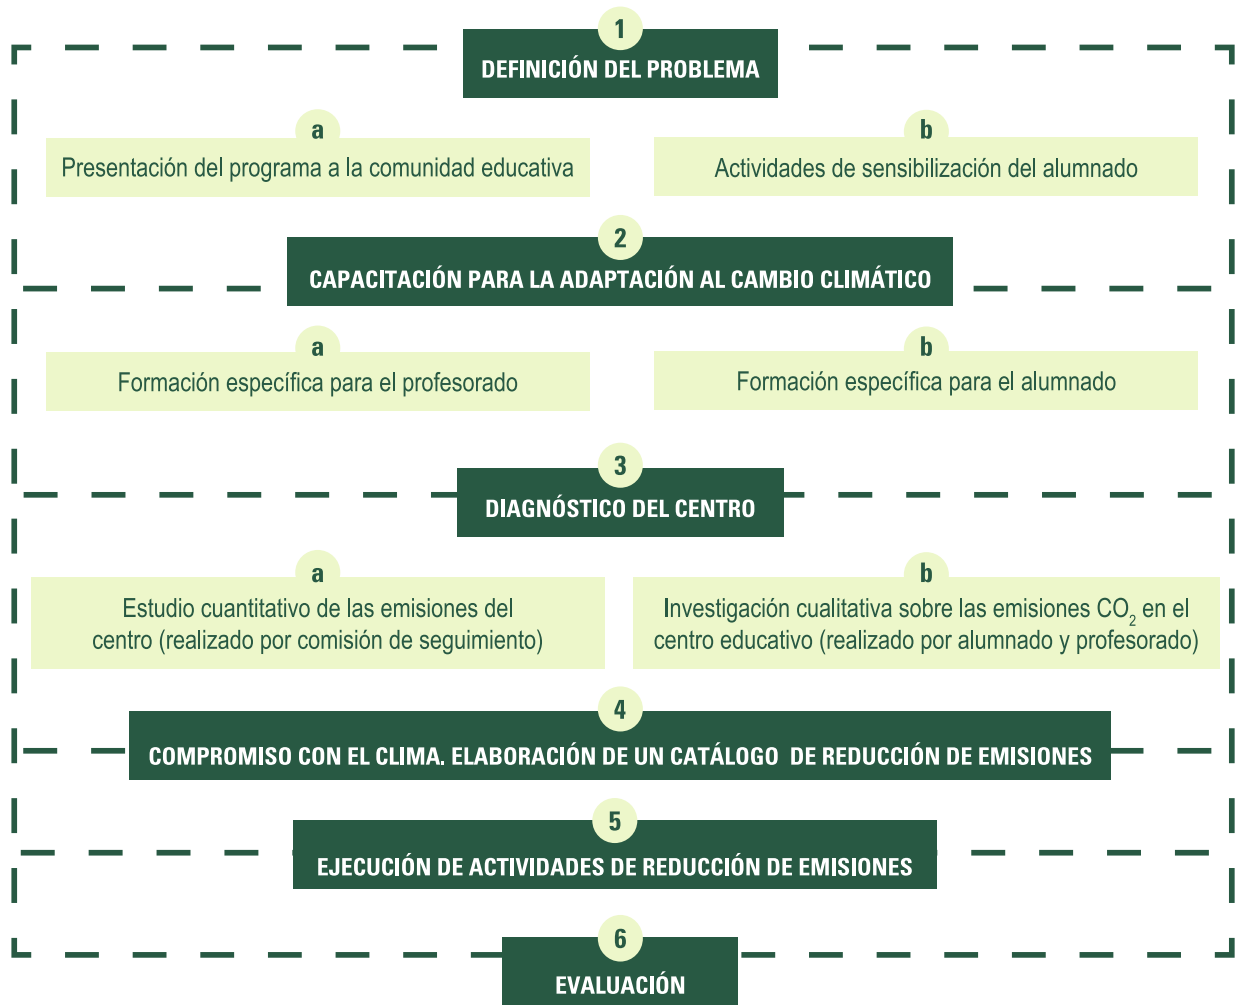 1
DEFINICIÓN DEL PROBLEMA
a
Presentación del programa a la comunidad educativa
b
Actividades de sensibilización del alumnado
2
CAPACITACIÓN PARA LA ADAPTACIÓN AL CAMBIO CLIMÁTICO
a
Formación específica para el profesorado
b
Formación específica para el alumnado
3
DIAGNÓSTICO DEL CENTRO
a
Estudio cuantitativo de las emisiones del
centro (realizado por comisión de seguimiento)
b
Investigación cualitativa sobre las emisiones CO₂ en el
centro educativo (realizado por alumnado y profesorado)
4
COMPROMISO CON EL CLIMA. ELABORACIÓN DE UN CATÁLOGO DE REDUCCIÓN DE EMISIONES
5
EJECUCIÓN DE ACTIVIDADES DE REDUCCIÓN DE EMISIONES
6
EVALUACIÓN